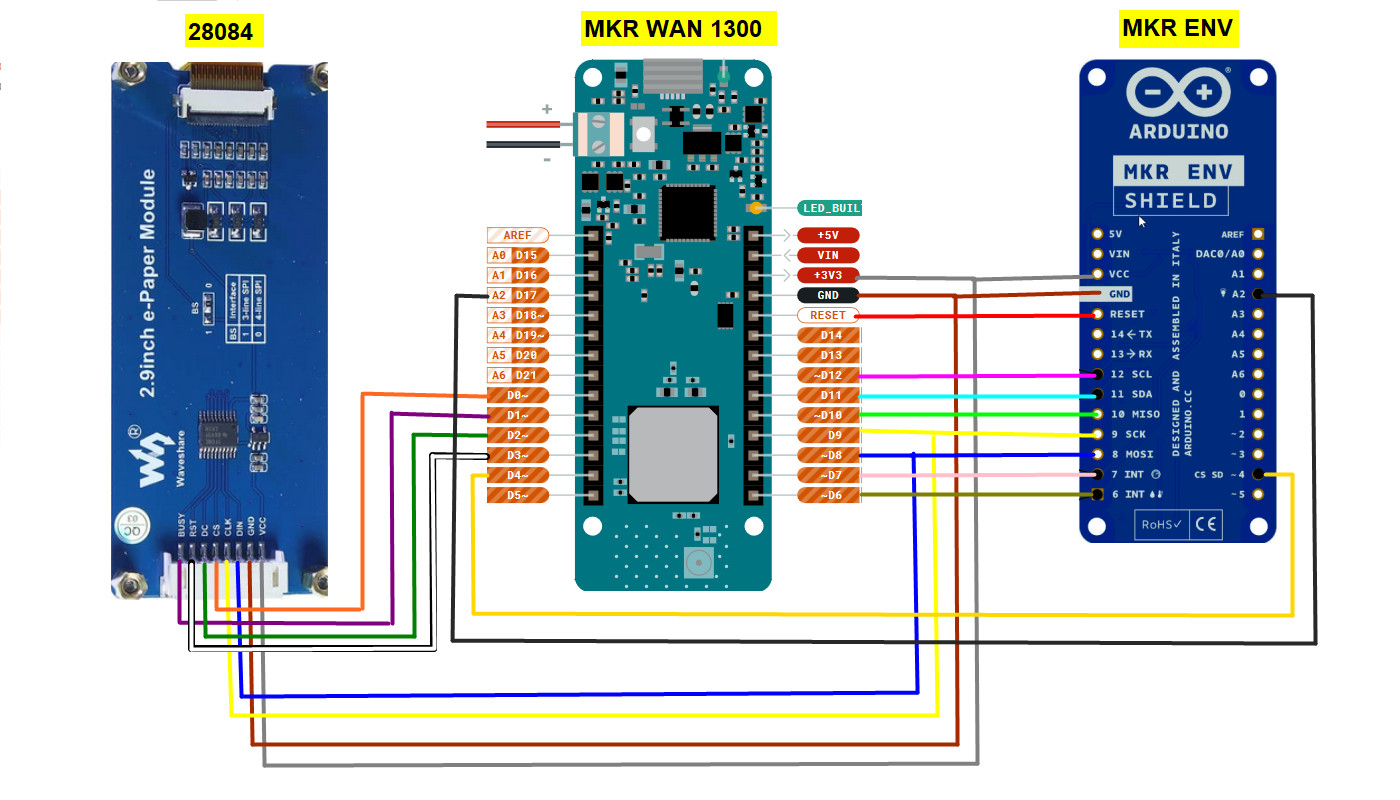 28084
MKR WAN 1300
MKR ENV
2.9inch e-Paper Module
BS
0
1
BS Interface
1 3-line SPI
0 4-line SPI
®
Waveshare
QC
03
BUSY
RST
DC
CS
CLK
DIN
GND
VCC
+
-
AREF
A0 D15
A1 D16
A2 D17
A3 D18~
A4 D19~
A5 D20
A6 D21
D0~
D1~
D2~
D3~
D4~
D5~
LED_BUIL
+5V
VIN
+3V3
GND
RESET
D14
D13
~D12
D11
~D10
D9
~D8
~D7
~D6
®
ARDUINO
MKR ENV
SHIELD
5V
VIN
VCC
GND
RESET
14←TX
13→RX
12 SCL
11 SDA
10 MISO
9 SCK
8 MOSI
7 INT
6 INT
DESIGNED AND ASSEMBLED IN ITALY
ARDUINO.CC
AREF
DAC0/A0
A1
A2
A3
A4
A5
A6
0
1
~2
~3
CS SD ~4
~5
RoHS✓
CE